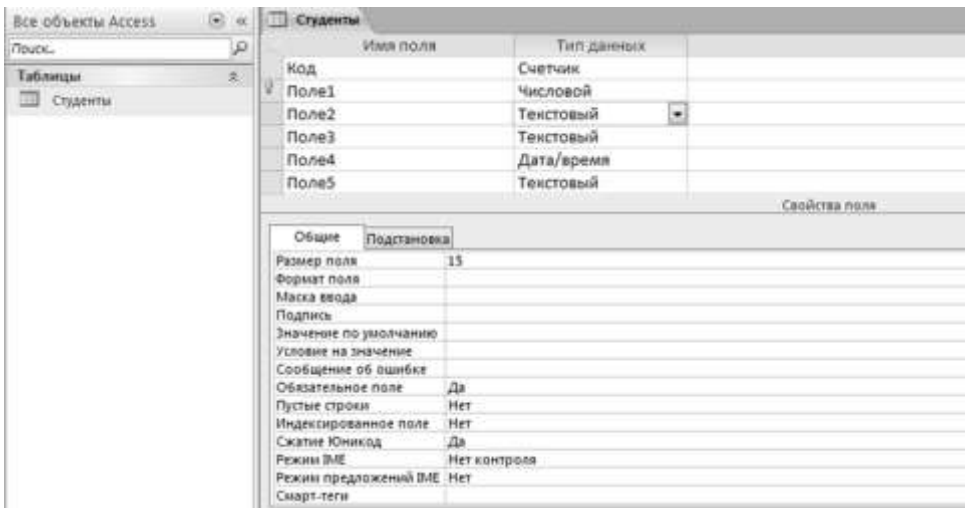 Все объекты Access
Поиск...
Таблицы
Студенты
Студенты
Имя поля Тип данных
Код Счетчик
Поле1 Числовой
Поле2 Текстовый
Поле3 Текстовый
Поле4 Дата/время
Поле5 Текстовый
Свойства поля
Общие Подстановка
Размер поля 15
Формат поля
Маска ввода
Подпись
Значение по умолчанию
Условие на значение
Сообщение об ошибке
Обязательное поле Да
Пустые строки Нет
Индексированное поле Нет
Сжатие Юникод Да
Режим IME Нет контроля
Режим предложений IME Нет
Смарт-теги